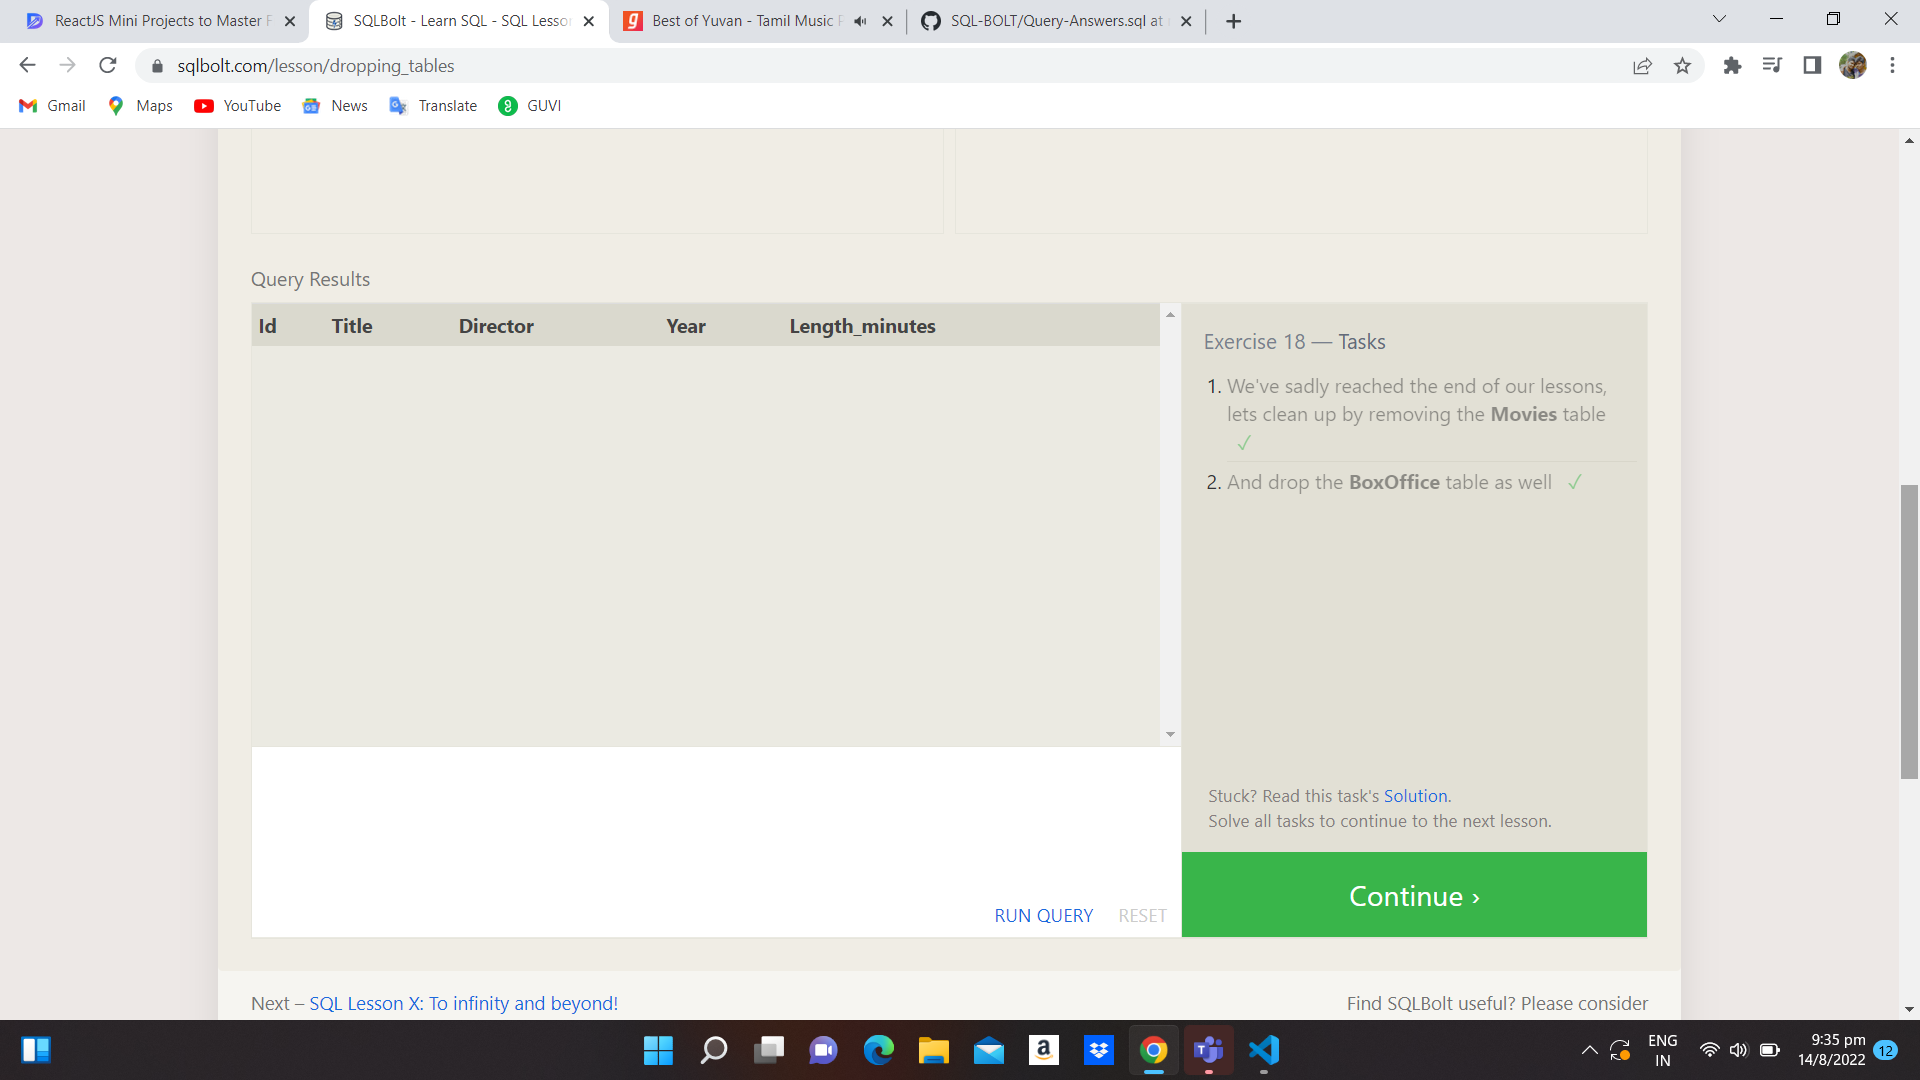 ReactJS Mini Projects to Master
SQLBolt - Learn SQL - SQL Lesson
Best of Yuvan - Tamil Music
SQL-BOLT/Query-Answers.sql at
sqlbolt.com/lesson/dropping_tables
Gmail
Maps
YouTube
News
Translate
GUVI
Query Results
Id Title Director Year Length_minutes
Exercise 18 — Tasks
1. We've sadly reached the end of our lessons,
lets clean up by removing the Movies table
✓
2. And drop the BoxOffice table as well ✓
Stuck? Read this task's Solution.
Solve all tasks to continue to the next lesson.
RUN QUERY RESET
Continue ›
Next – SQL Lesson X: To infinity and beyond!
Find SQLBolt useful? Please consider
ENG
IN
9:35 pm
14/8/2022
12